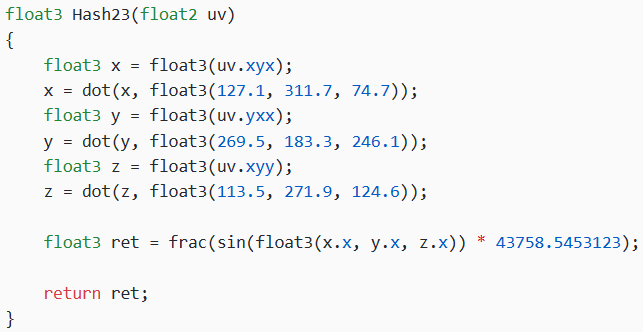 float3 Hash23(float2 uv)
{
    float3 x = float3(uv.xyx);
    x = dot(x, float3(127.1, 311.7, 74.7));
    float3 y = float3(uv.yxx);
    y = dot(y, float3(269.5, 183.3, 246.1));
    float3 z = float3(uv.xyy);
    z = dot(z, float3(113.5, 271.9, 124.6));

    float3 ret = frac(sin(float3(x.x, y.x, z.x)) * 43758.5453123);

    return ret;
}